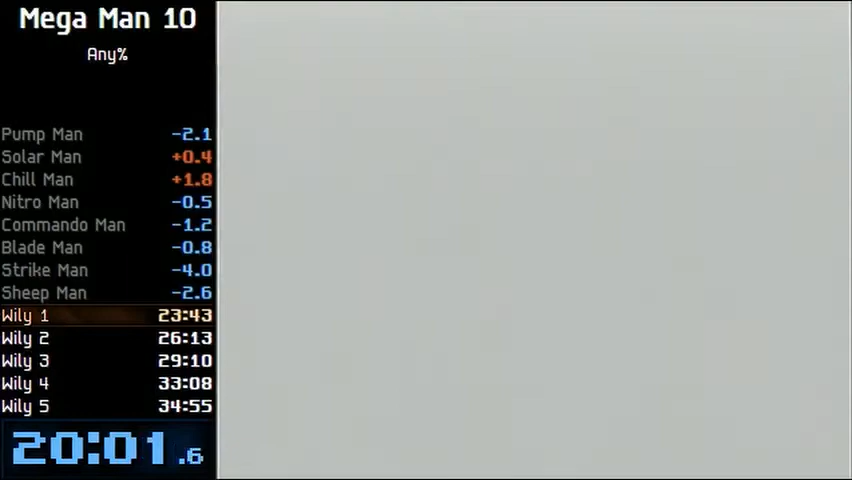 Mega Man 10
Any%
Pump Man -2.1
Solar Man +0.4
Chill Man +1.8
Nitro Man -0.5
Commando Man -1.2
Blade Man -0.8
Strike Man -4.0
Sheep Man -2.6
Wily 1 23:43
Wily 2 26:13
Wily 3 29:10
Wily 4 33:08
Wily 5 34:55
20:01.6